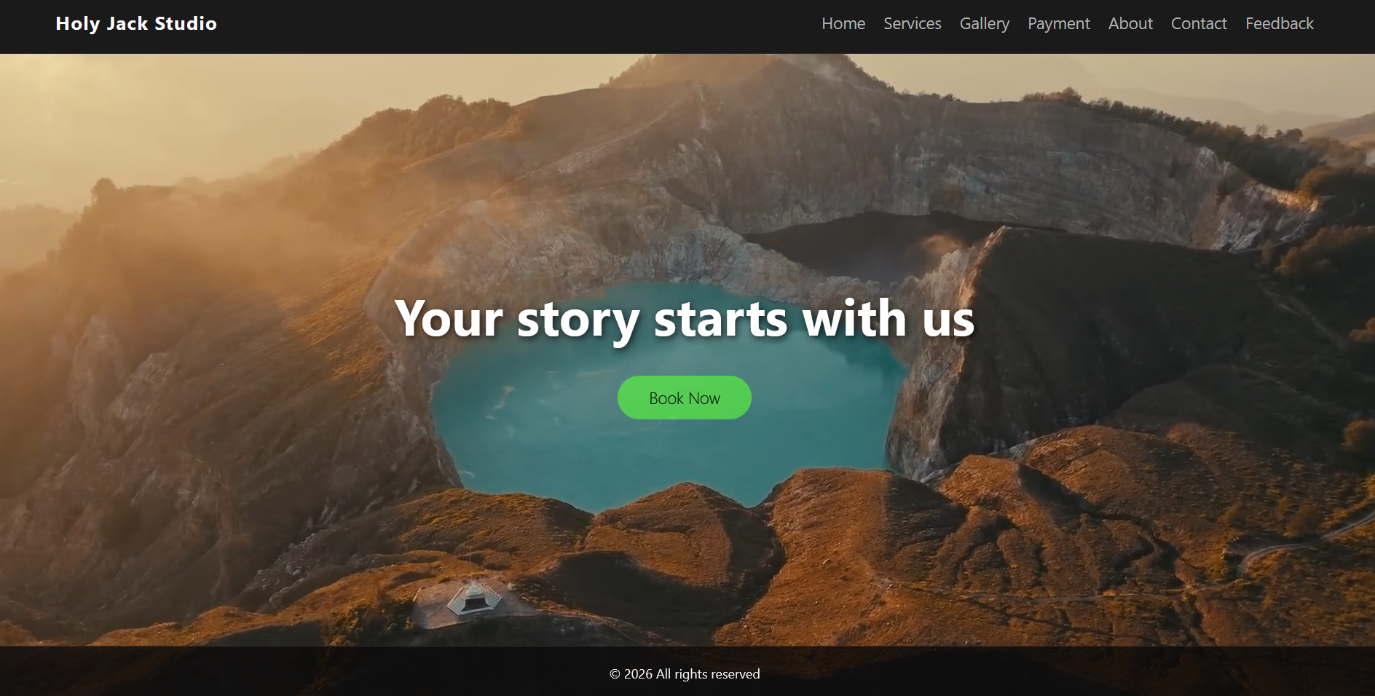 Holy Jack Studio
Home Services Gallery Payment About Contact Feedback
Your story starts with us
Book Now
© 2026 All rights reserved